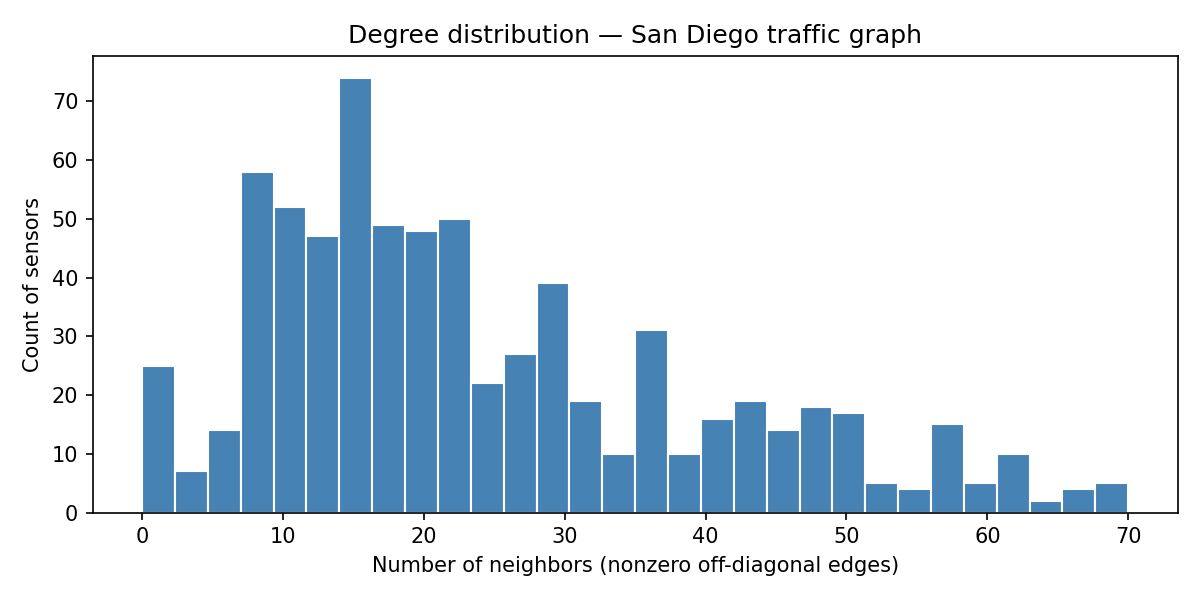 Degree distribution — San Diego traffic graph
Count of sensors
70
60
50
40
30
20
10
0
0 10 20 30 40 50 60 70
Number of neighbors (nonzero off-diagonal edges)